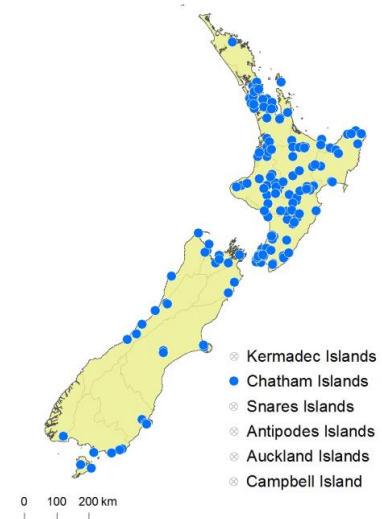 Kermadec Islands
Chatham Islands
Snares Islands
Antipodes Islands
Auckland Islands
Campbell Island
0 100 200 km